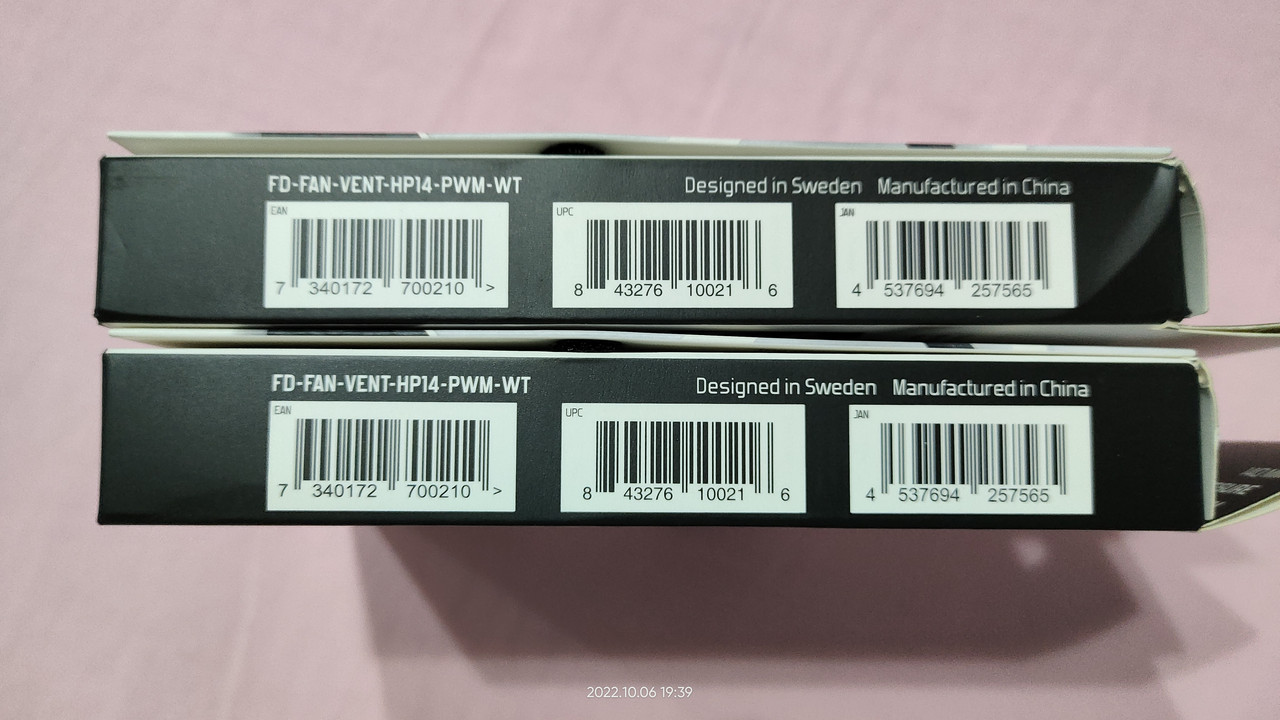 FD-FAN-VENT-HP14-PWM-WT Designed in Sweden Manufactured in China
EAN UPC JAN
7 340172 700210 > 8 43276 10021 6 4 537694 257565
FD-FAN-VENT-HP14-PWM-WT Designed in Sweden Manufactured in China
EAN UPC JAN
7 340172 700210 > 8 43276 10021 6 4 537694 257565
2022.10.06 19:39